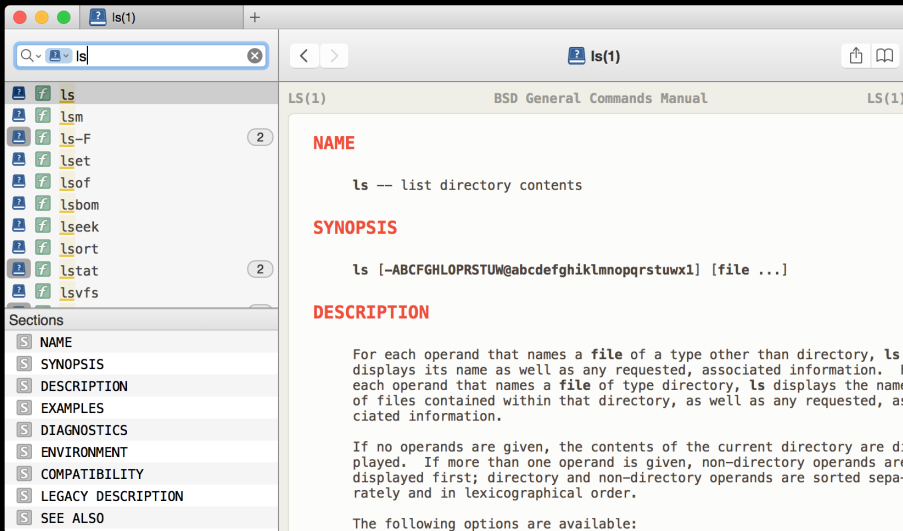 ls(1)
ls
ls(1)
ls
lsm
ls-F 2
lset
lsof
lsbom
lseek
lsort
lstat 2
lsvfs
Sections
NAME
SYNOPSIS
DESCRIPTION
EXAMPLES
DIAGNOSTICS
ENVIRONMENT
COMPATIBILITY
LEGACY DESCRIPTION
SEE ALSO
LS(1) BSD General Commands Manual LS(1)
NAME
ls -- list directory contents
SYNOPSIS
ls [-ABCFGHLOPRSTUW@abcdefghiklmnopqrstuwx1] [file ...]
DESCRIPTION
For each operand that names a file of a type other than directory, ls
displays its name as well as any requested, associated information.
each operand that names a file of type directory, ls displays the name
of files contained within that directory, as well as any requested, as
ciated information.
If no operands are given, the contents of the current directory are di
played. If more than one operand is given, non-directory operands are
displayed first; directory and non-directory operands are sorted sepa-
rately and in lexicographical order.
The following options are available: